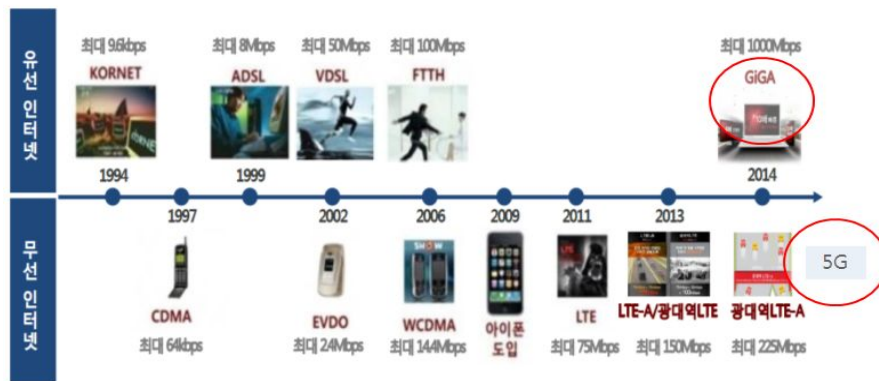 유선 인터넷
최대 9.6kbps
최대 8Mbps
최대 50Mbps
최대 100Mbps
최대 1000Mbps
KORNET
ADSL
VDSL
FTTH
GiGA
1994
1999
2014
1997
2002
2006
2009
2011
2013
무선 인터넷
SHOW
LTE
5G
CDMA
EVDO
WCDMA
아이폰
도입
LTE
LTE-A/광대역LTE
광대역LTE-A
최대 64kbps
최대 2.4Mbps
최대 14.4Mbps
최대 75Mbps
최대 150Mbps
최대 225Mbps